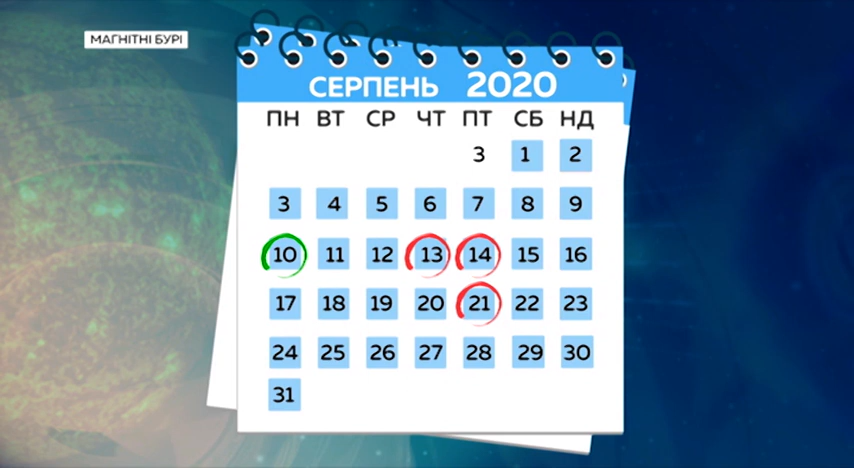 МАГНІТНІ БУРІ
СЕРПЕНЬ 2020
ПН ВТ СР ЧТ ПТ СБ НД
3 1 2
3 4 5 6 7 8 9
10 11 12 13 14 15 16
17 18 19 20 21 22 23
24 25 26 27 28 29 30
31